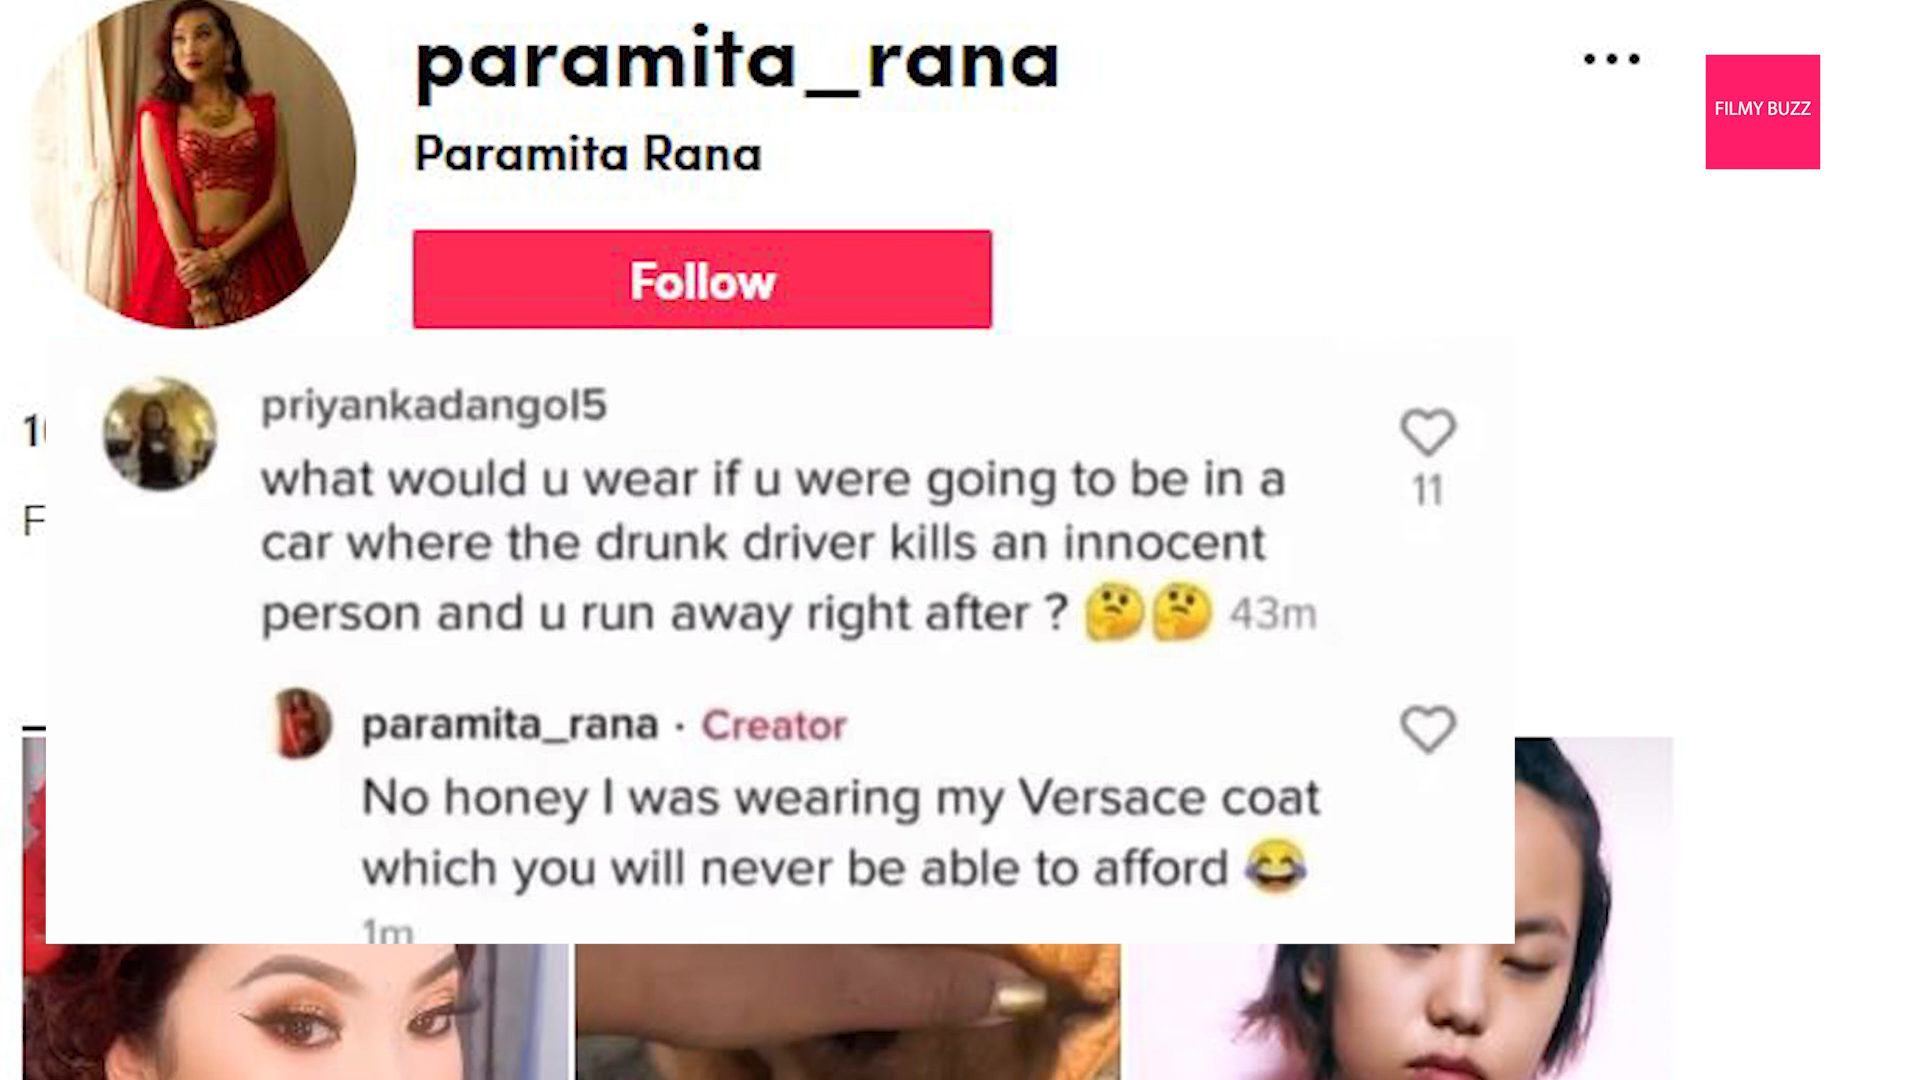 paramita_rana
...
FILMY BUZZ
Paramita Rana
Follow
priyankadangol5
what would u wear if u were going to be in a
car where the drunk driver kills an innocent
person and u run away right after ? 🤔🤔 43m
11
paramita_rana · Creator
No honey I was wearing my Versace coat
which you will never be able to afford 😂
1m